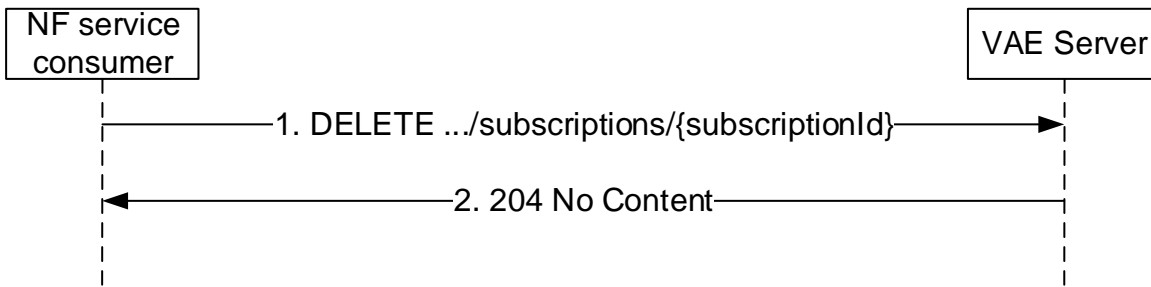 NF service
consumer
VAE Server
1. DELETE .../subscriptions/{subscriptionId}
2. 204 No Content